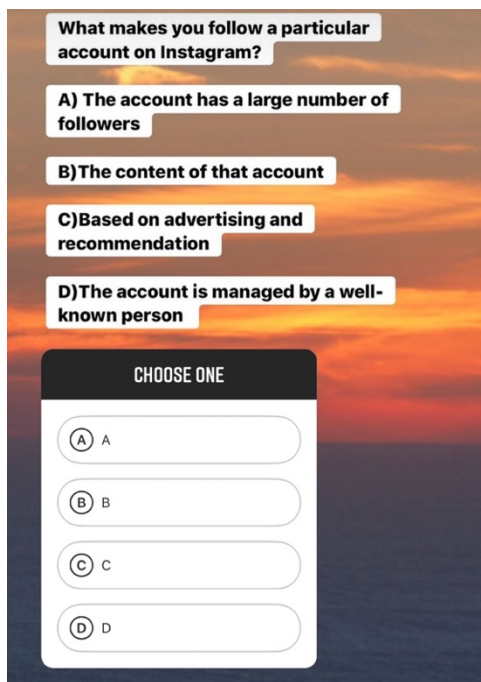 What makes you follow a particular
account on Instagram?
A) The account has a large number of
followers
B)The content of that account
C)Based on advertising and
recommendation
D)The account is managed by a well-
known person
CHOOSE ONE
A A
B B
C C
D D